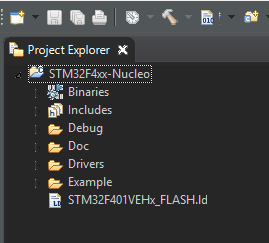 Project Explorer
STM32F4xx-Nucleo
Binaries
Includes
Debug
Doc
Drivers
Example
STM32F401VEHx_FLASH.ld